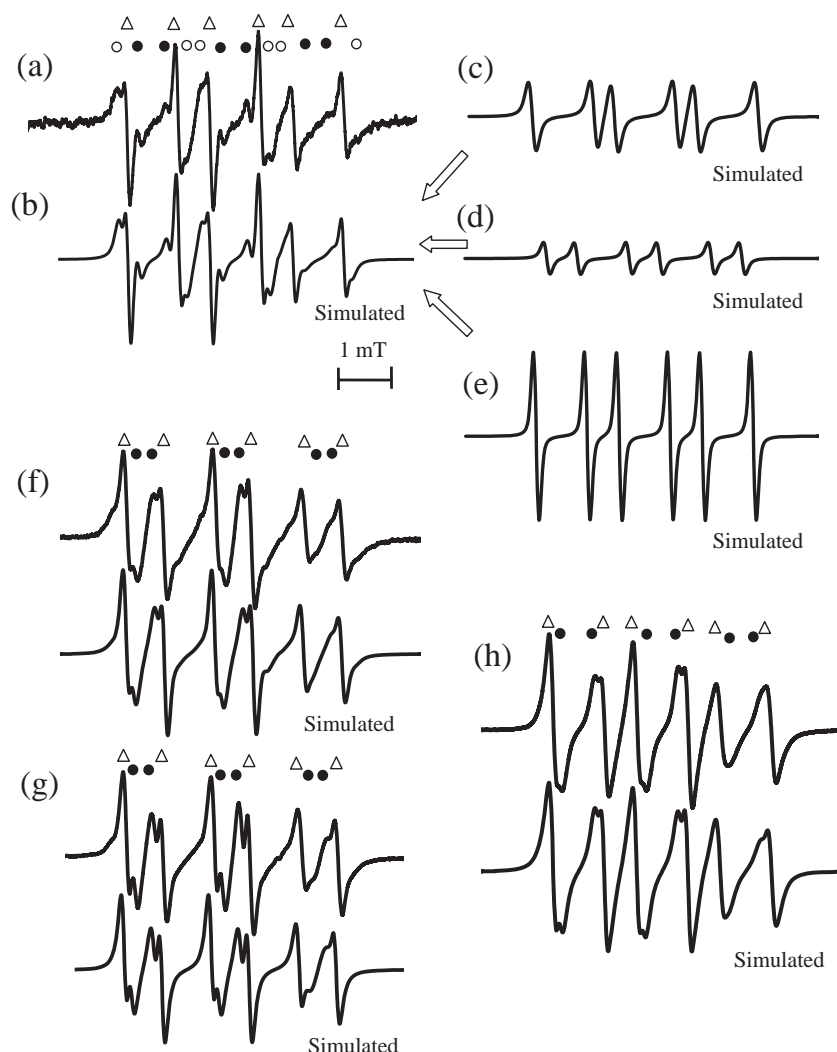 (a)
(c)
Simulated
(b)
(d)
Simulated
Simulated
1 mT
(e)
(f)
Simulated
(h)
Simulated
(g)
Simulated
Simulated